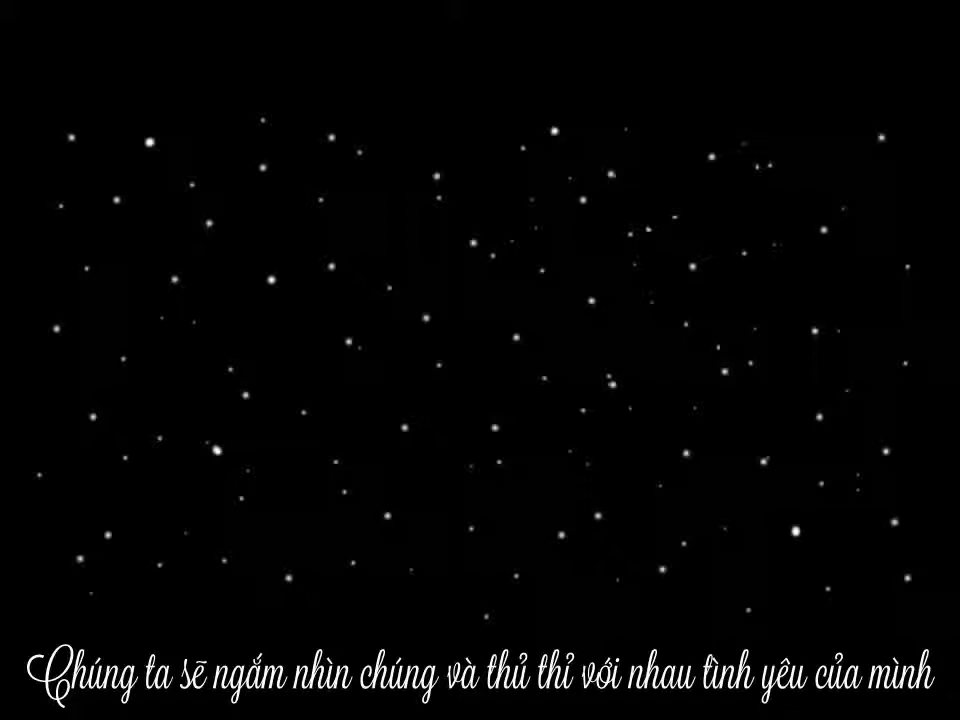 Chúng ta sẽ ngắm nhìn chúng và thủ thỉ với nhau tình yêu của mình